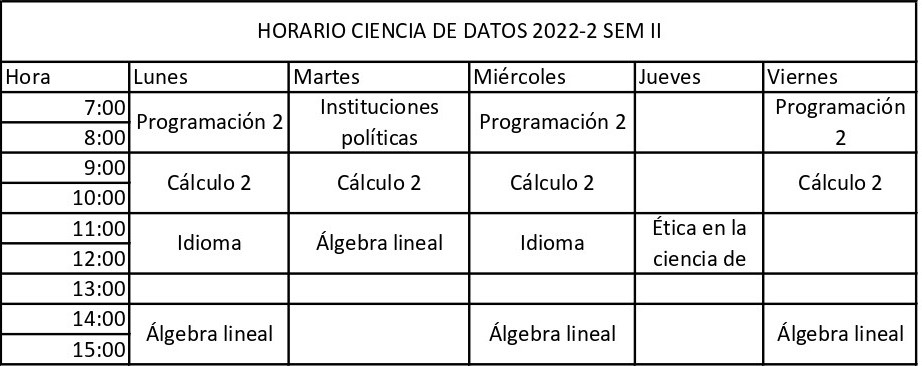 HORARIO CIENCIA DE DATOS 2022-2 SEM II
Hora Lunes Martes Miércoles Jueves Viernes
7:00
8:00
Programación 2
Instituciones
políticas
Programación 2
Programación
2
9:00
10:00
Cálculo 2
Cálculo 2
Cálculo 2
Cálculo 2
11:00
12:00
Idioma
Álgebra lineal
Idioma
Ética en la
ciencia de
13:00
14:00
15:00
Álgebra lineal
Álgebra lineal
Álgebra lineal